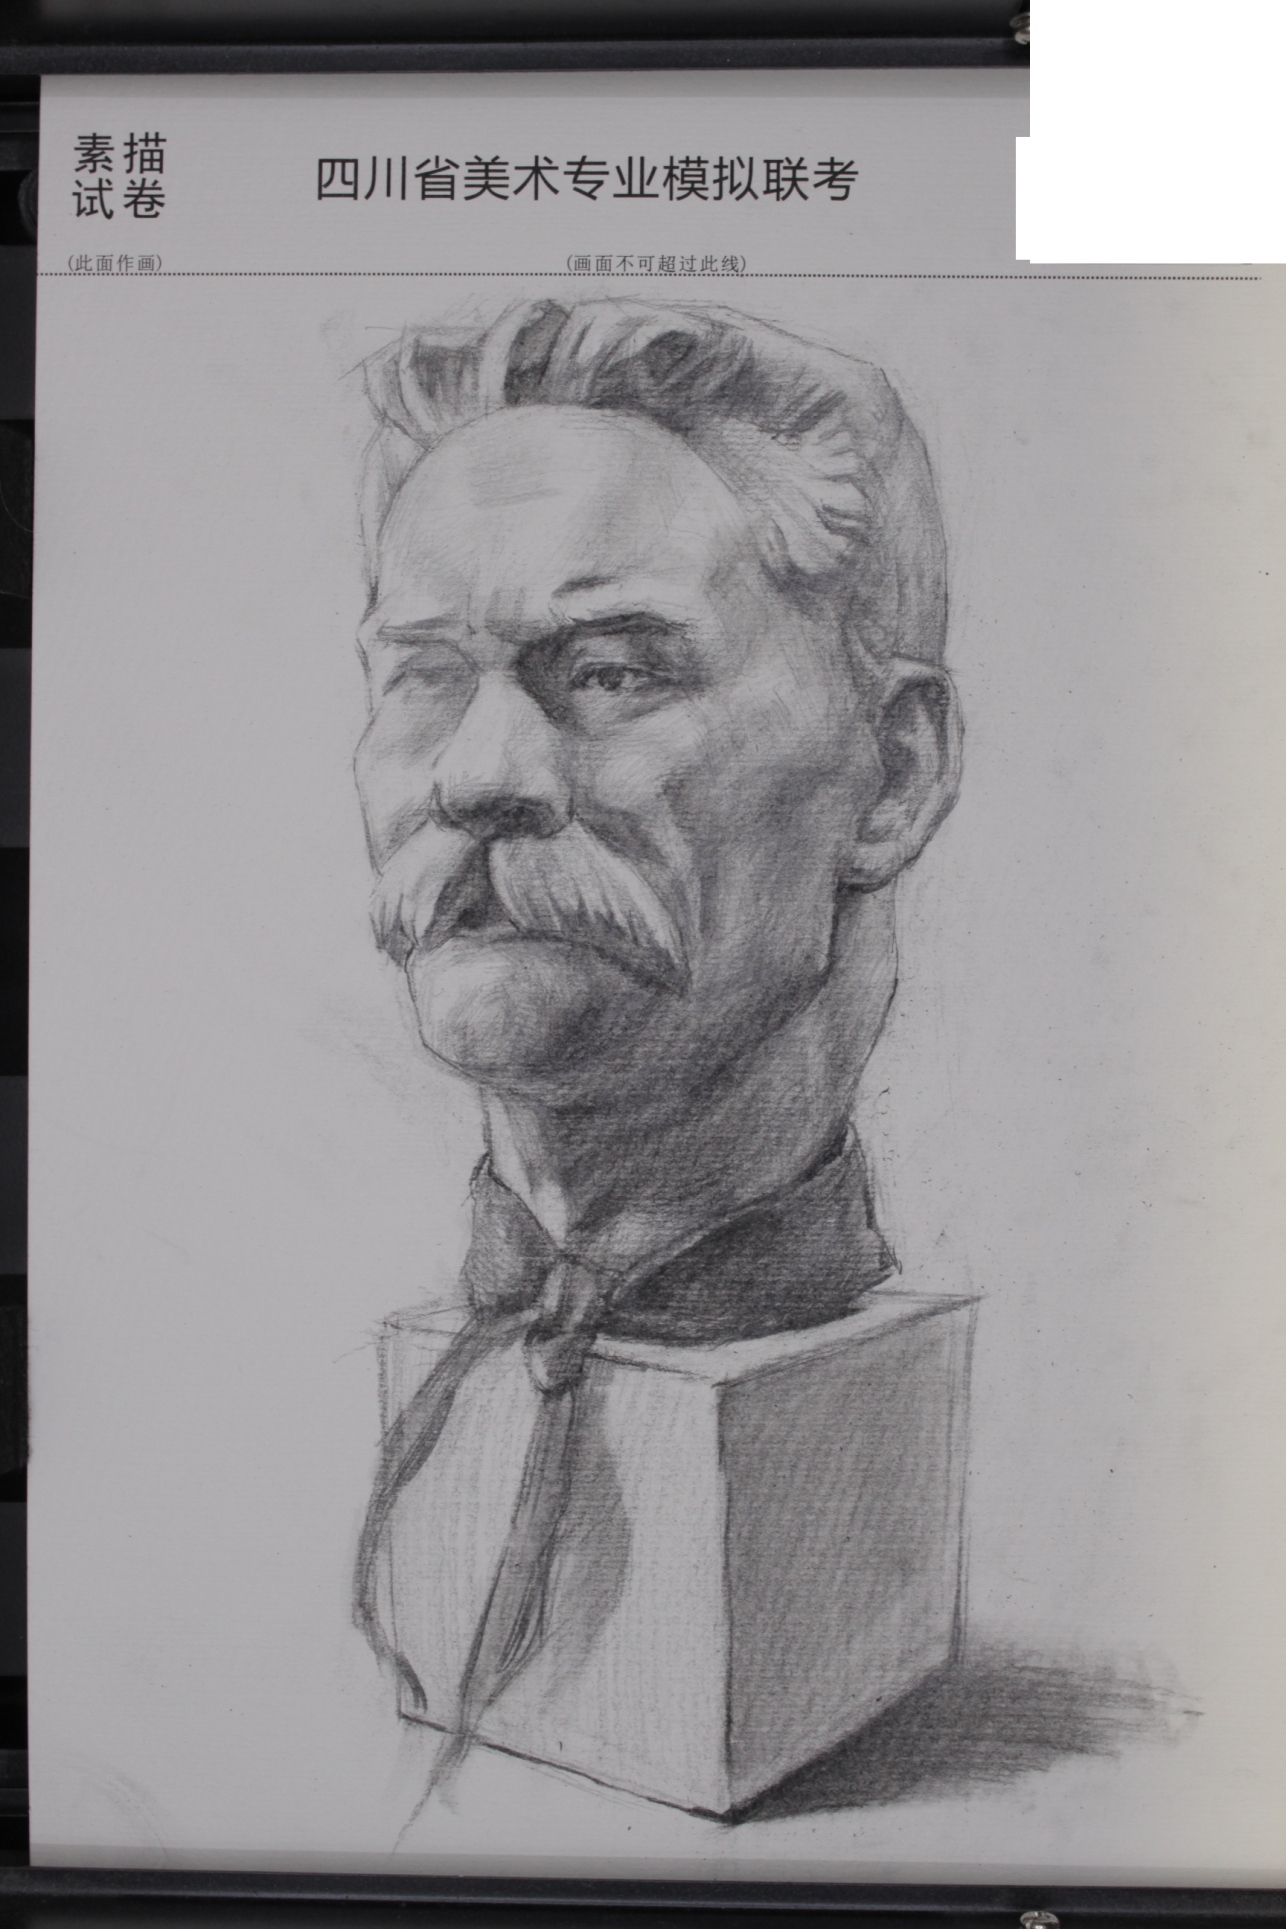 素描
试卷
四川省美术专业模拟联考
(此面作画)
(画面不可超过此线)